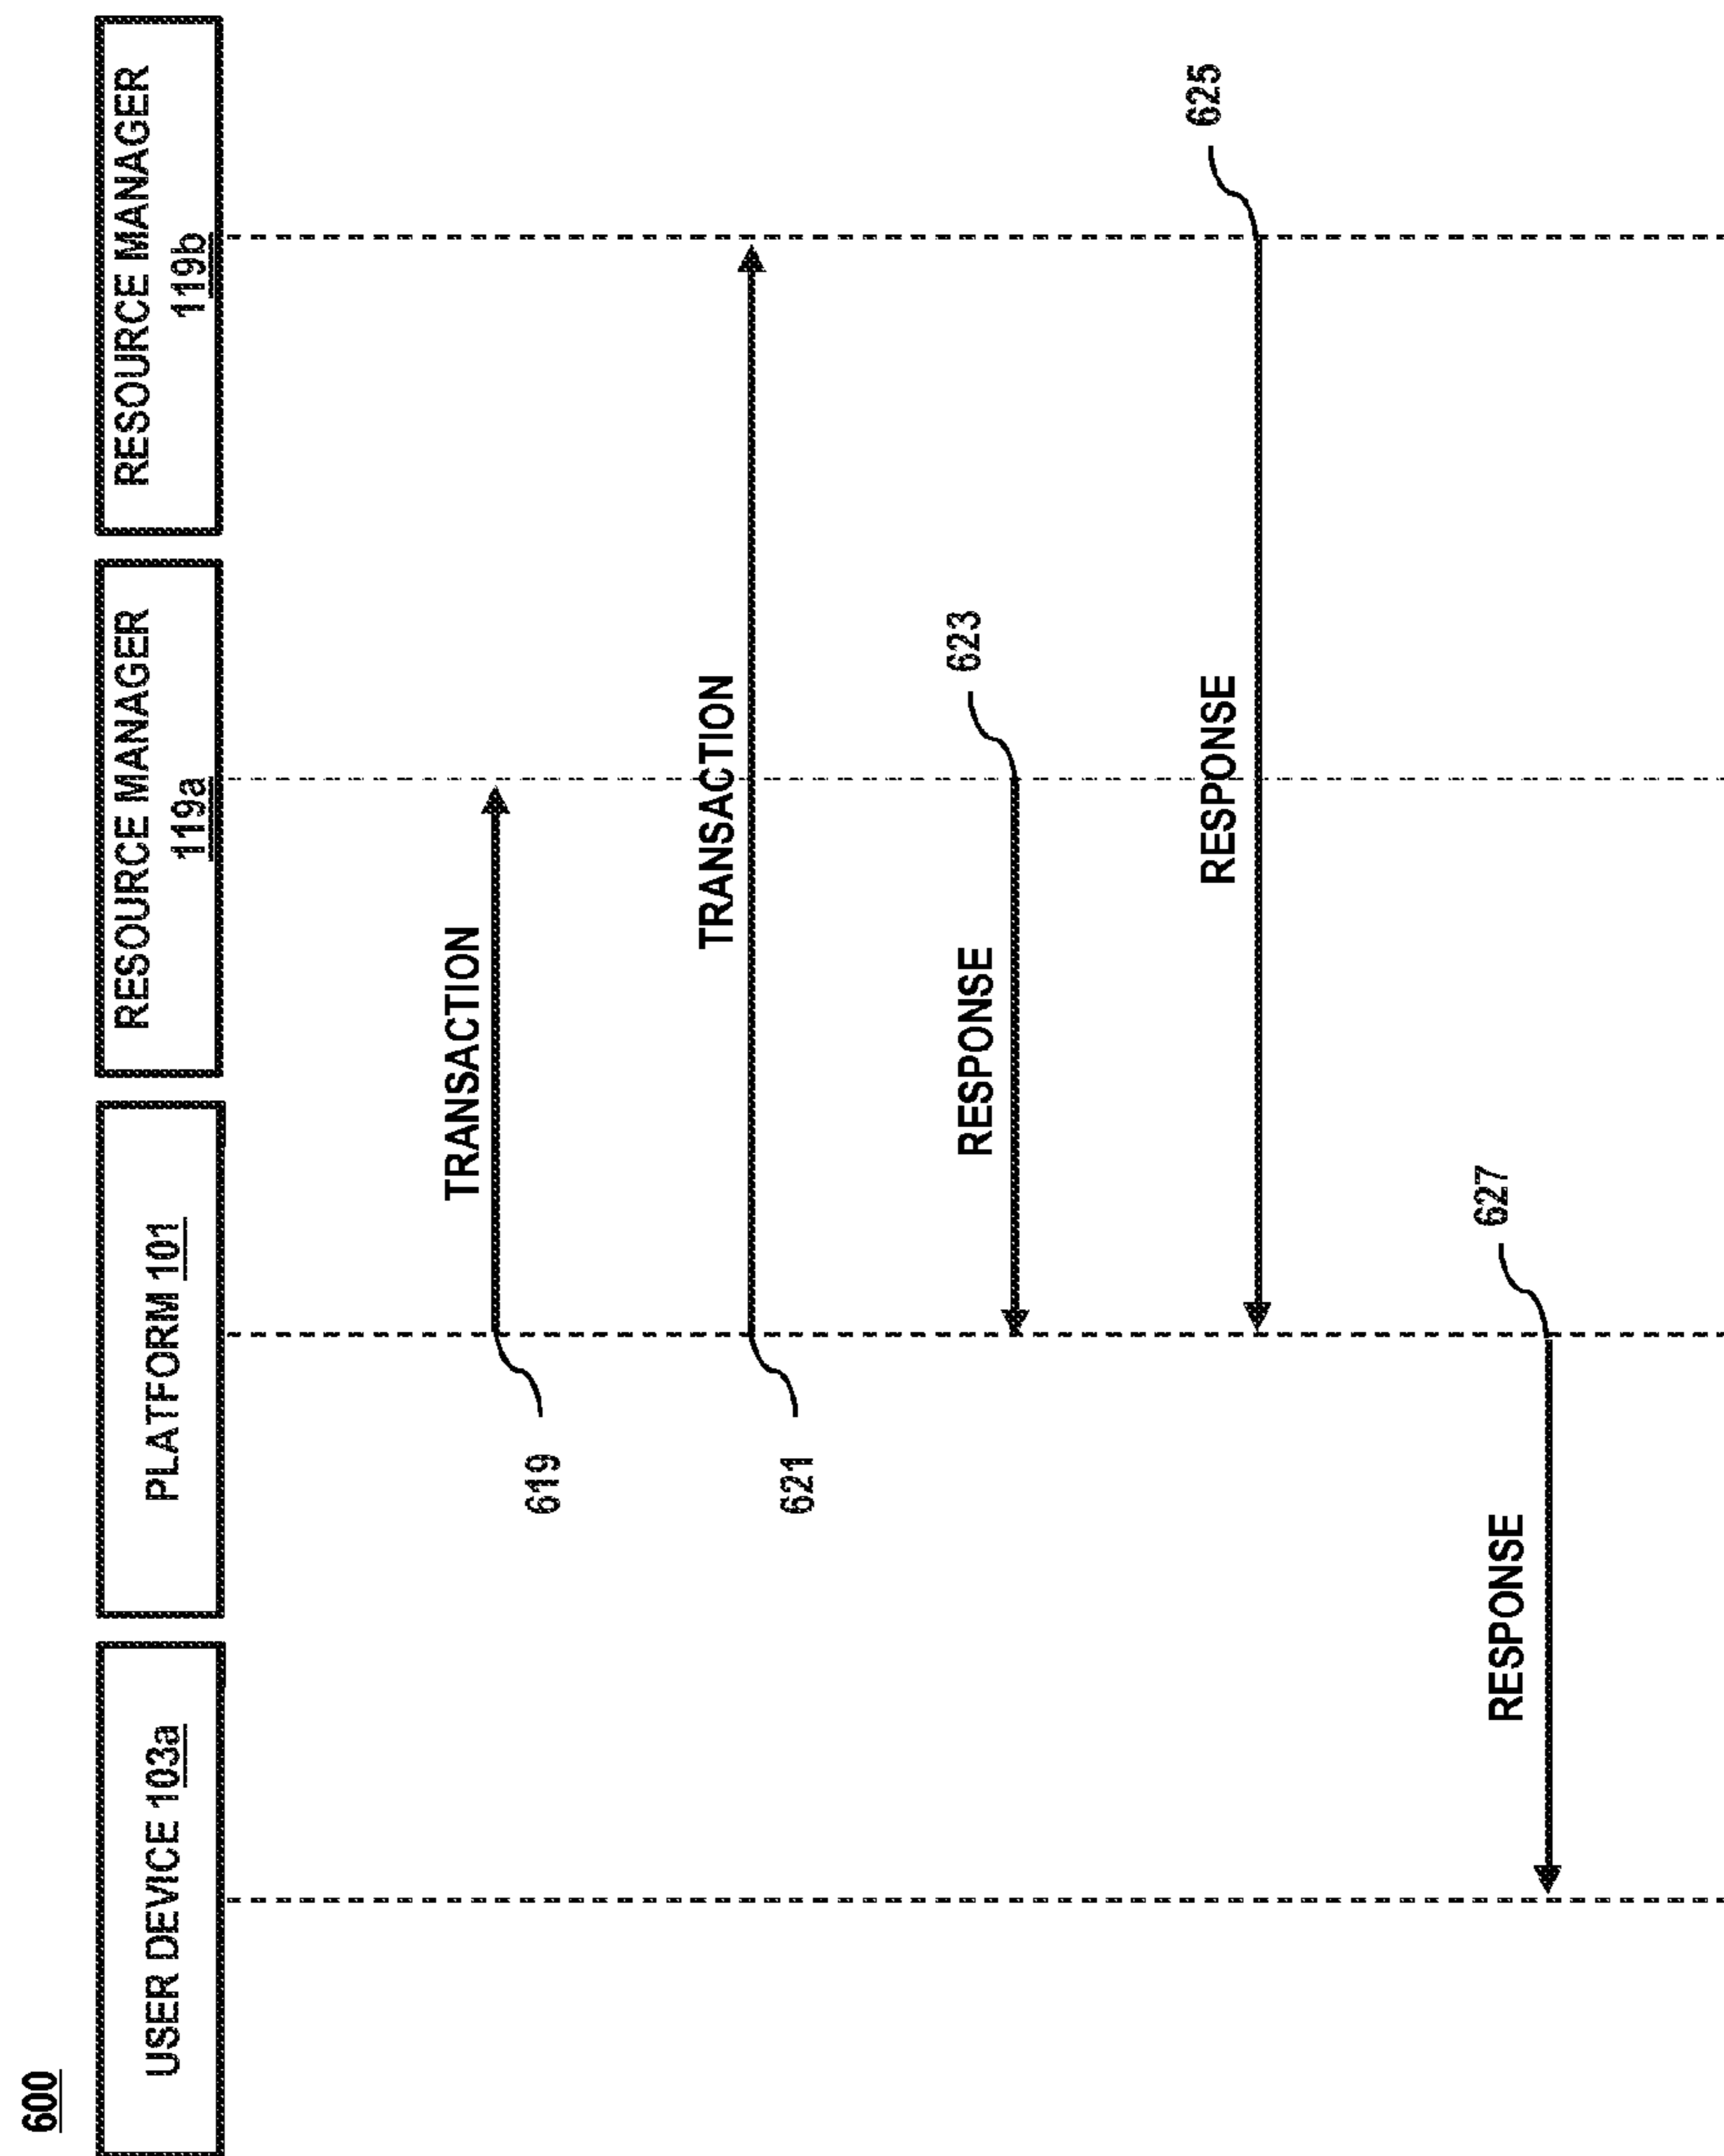 600
USER DEVICE 103a
PLATFORM 101
RESOURCE MANAGER
119a
RESOURCE MANAGER
119b
TRANSACTION
619
TRANSACTION
621
623
RESPONSE
625
RESPONSE
627
RESPONSE